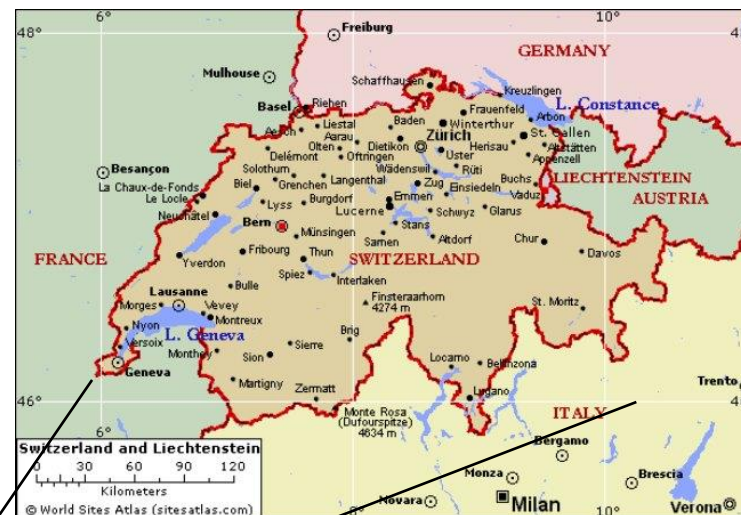 48°
6°
10°
Freiburg
GERMANY
Mulhouse
Schaffhausen
Kreuzlingen
Basel
Riehen
Frauenfeld
L. Constance
Baden
Winterthur
Arbon
Aesch
Liestal
Aarau
Zürich
St. Gallen
Dietikon
Herisau
Altstätten
Olten
Oftringen
Uster
Appenzell
Delémont
Besançon
Solothurn
Wädenswil
Rüti
Buchs
LIECHTENSTEIN
La Chaux-de-Fonds
Biel
Grenchen
Langenthal
Zug
Einsiedeln
Vaduz
AUSTRIA
Le Locle
Lyss
Burgdorf
Emmen
Neuchâtel
Lucerne
Schwyz
Glarus
Bern
Stans
Münsingen
Sarnen
Altdorf
Chur
Fribourg
Thun
Davos
FRANCE
Yverdon
SWITZERLAND
Spiez
Interlaken
Bulle
Lausanne
Finsteraarhorn
4274 m
St. Moritz
Morges
Vevey
Montreux
Nyon
L. Geneva
Brig
Versoix
Monthey
Sion
Sierre
Locarno
Bellinzona
Geneva
Martigny
Zermatt
Lugano
Trento
46°
Monte Rosa
(Dufourspitze)
4634 m
ITALY
Switzerland and Liechtenstein
0 30 60 90 120
Kilometers
© World Sites Atlas (sitesatlas.com)
Bergamo
Monza
Brescia
Novara
Milan
10°
Verona